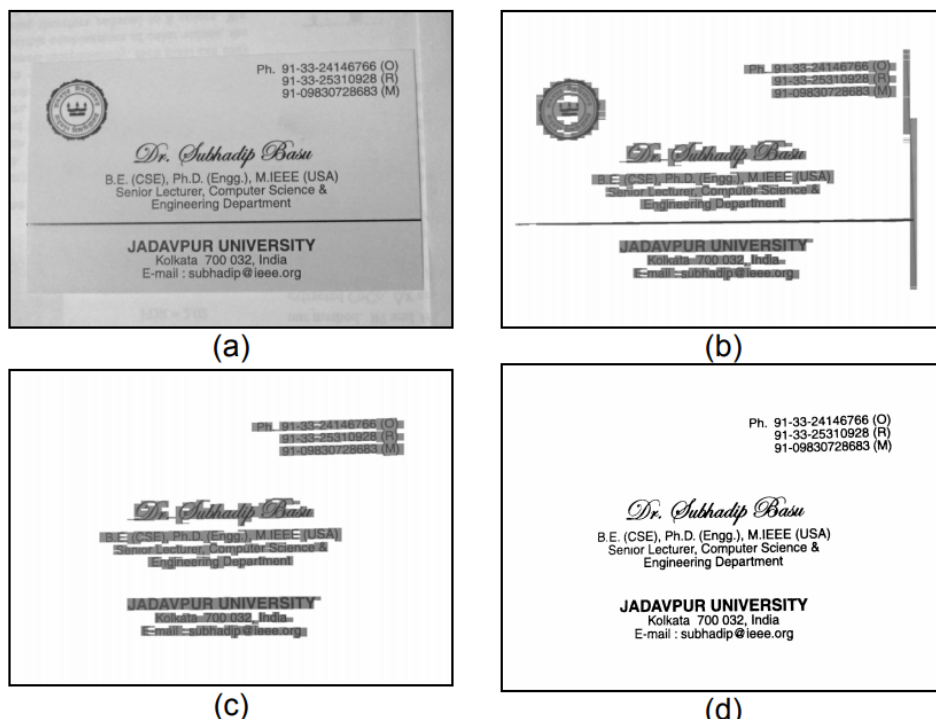 Ph. 91-33-24146766 (O)
91-33-25310928 (R)
91-09830728683 (M)
Dr. Subhadip Basu
B.E. (CSE), Ph.D. (Engg.), M.IEEE (USA)
Senior Lecturer, Computer Science &
Engineering Department
JADAVPUR UNIVERSITY
Kolkata 700 032, India
E-mail : subhadip@ieee.org
(a)
Ph. 91-33-24146766 (O)
91-33-25310928 (R)
91-09830728683 (M)
Dr. Subhadip Basu
B.E. (CSE), Ph.D. (Engg.), M.IEEE (USA)
Senior Lecturer, Computer Science &
Engineering Department
JADAVPUR UNIVERSITY
Kolkata 700 032, India
E-mail : subhadip@ieee.org
(b)
Ph. 91-33-24146766 (O)
91-33-25310928 (R)
91-09830728683 (M)
Dr. Subhadip Basu
B.E. (CSE), Ph.D. (Engg.), M.IEEE (USA)
Senior Lecturer, Computer Science &
Engineering Department
JADAVPUR UNIVERSITY
Kolkata 700 032, India
E-mail : subhadip@ieee.org
(c)
Ph. 91-33-24146766 (O)
91-33-25310928 (R)
91-09830728683 (M)
Dr. Subhadip Basu
B.E. (CSE), Ph.D. (Engg.), M.IEEE (USA)
Senior Lecturer, Computer Science &
Engineering Department
JADAVPUR UNIVERSITY
Kolkata 700 032, India
E-mail : subhadip@ieee.org
(d)